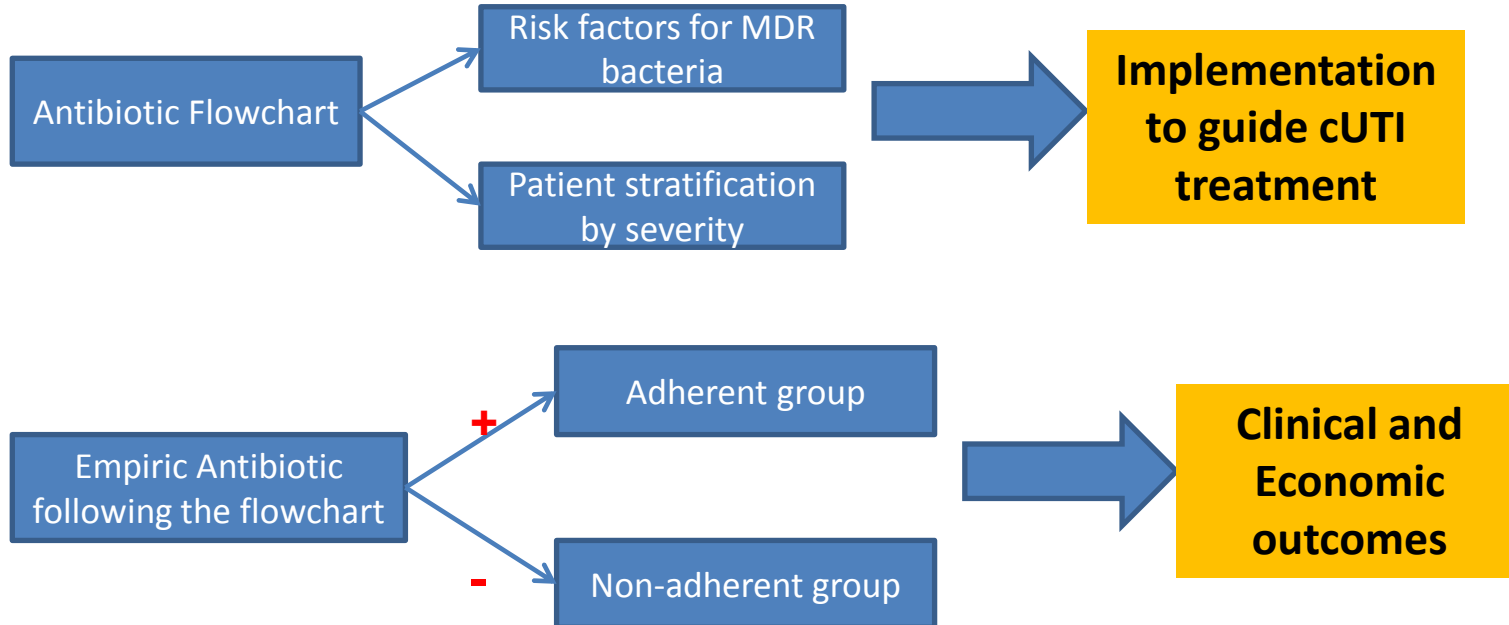 Antibiotic Flowchart
Risk factors for MDR
bacteria
Patient stratification
by severity
Implementation
to guide cUTI
treatment
Empiric Antibiotic
following the flowchart
+
-
Adherent group
Non-adherent group
Clinical and
Economic
outcomes